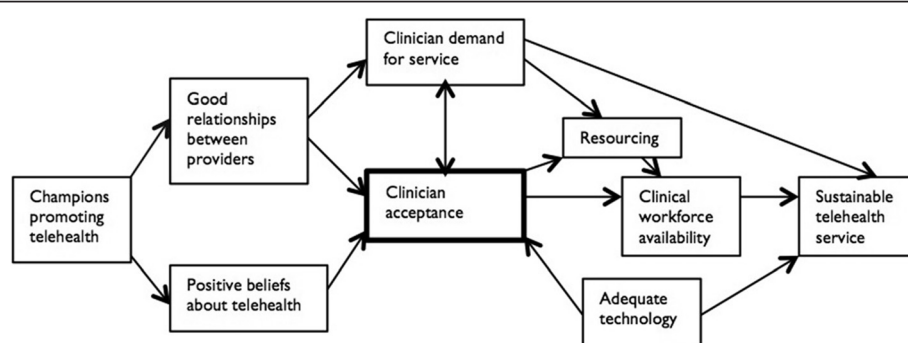 Clinician demand
for service
Good
relationships
between
providers
Resourcing
Champions
promoting
telehealth
Clinician
acceptance
Clinical
workforce
availability
Sustainable
telehealth
service
Positive beliefs
about telehealth
Adequate
technology